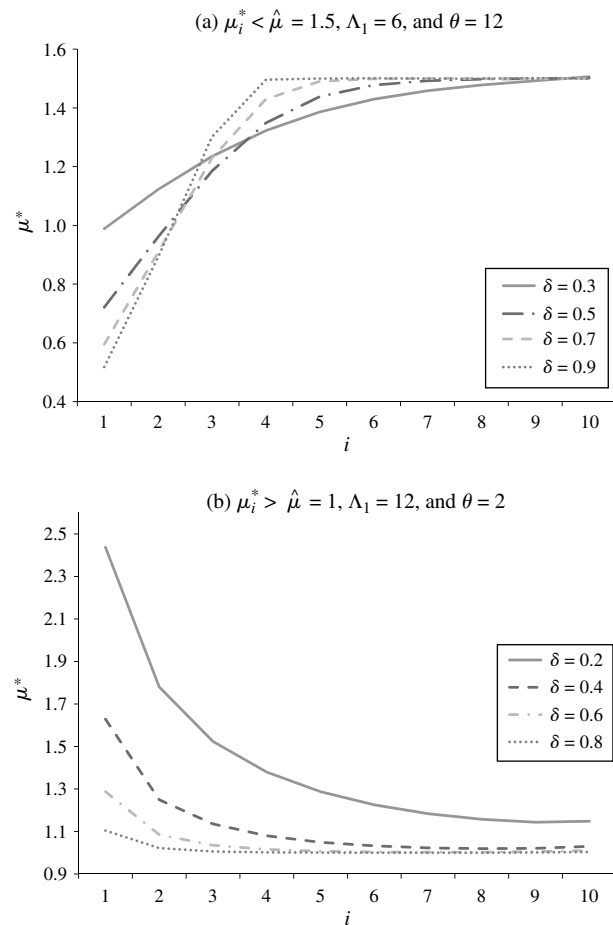 (a) μᵢ* < μ̂ = 1.5, Λ₁ = 6, and θ = 12
1.6
1.4
1.2
1.0
0.8
0.6
0.4
μ*
δ = 0.3
δ = 0.5
δ = 0.7
δ = 0.9
1 2 3 4 5 6 7 8 9 10
i
(b) μᵢ* > μ̂ = 1, Λ₁ = 12, and θ = 2
2.5
2.3
2.1
1.9
1.7
1.5
1.3
1.1
0.9
μ*
δ = 0.2
δ = 0.4
δ = 0.6
δ = 0.8
1 2 3 4 5 6 7 8 9 10
i